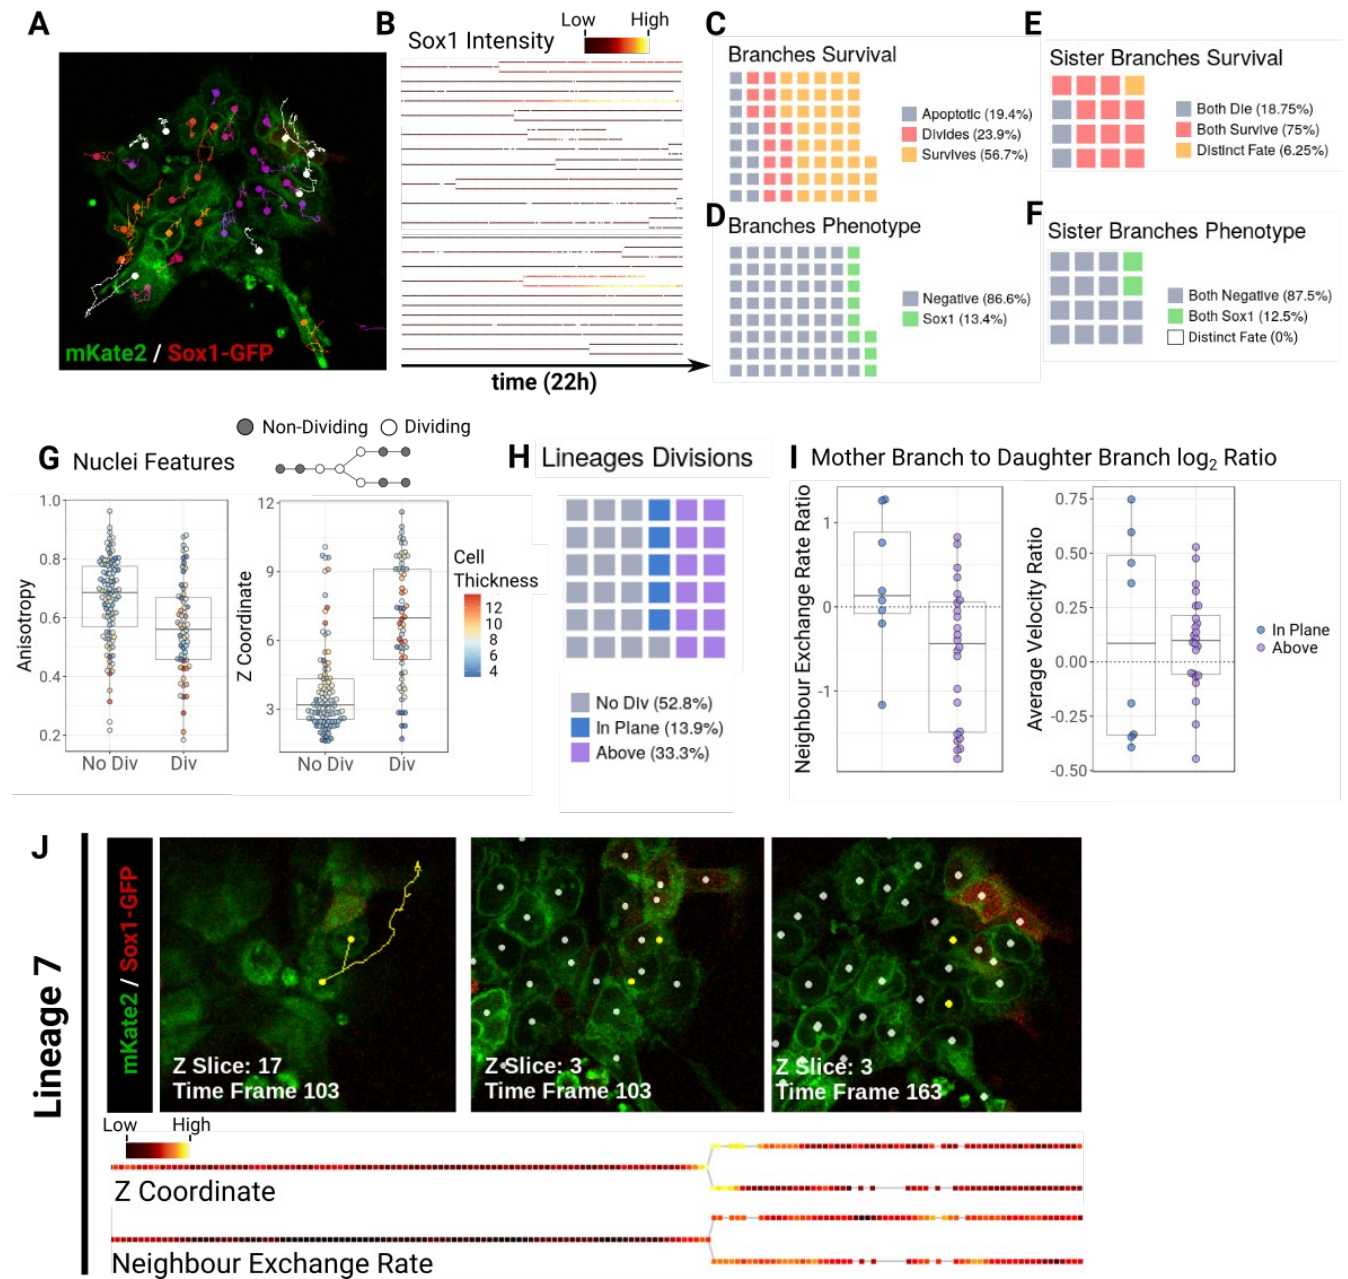 A
mKate2 / Sox1-GFP
B
Sox1 Intensity
Low High
time (22h)
C
Branches Survival
Apoptotic (19.4%)
Divides (23.9%)
Survives (56.7%)
D
Branches Phenotype
Negative (86.6%)
Sox1 (13.4%)
E
Sister Branches Survival
Both Die (18.75%)
Both Survive (75%)
Distinct Fate (6.25%)
F
Sister Branches Phenotype
Both Negative (87.5%)
Both Sox1 (12.5%)
Distinct Fate (0%)
Non-Dividing Dividing
G Nuclei Features
Anisotropy
1.0
0.8
0.6
0.4
0.2
No Div Div
Z Coordinate
12
9
6
3
No Div Div
Cell
Thickness
12
10
8
6
4
H Lineages Divisions
No Div (52.8%)
In Plane (13.9%)
Above (33.3%)
I Mother Branch to Daughter Branch log2 Ratio
Neighbour Exchange Rate Ratio
1
0
-1
Average Velocity Ratio
0.75
0.50
0.25
0.00
-0.25
-0.50
In Plane
Above
J
Lineage 7
mKate2 / Sox1-GFP
Z Slice: 17
Time Frame 103
Z Slice: 3
Time Frame 103
Z Slice: 3
Time Frame 163
Low High
Z Coordinate
Neighbour Exchange Rate